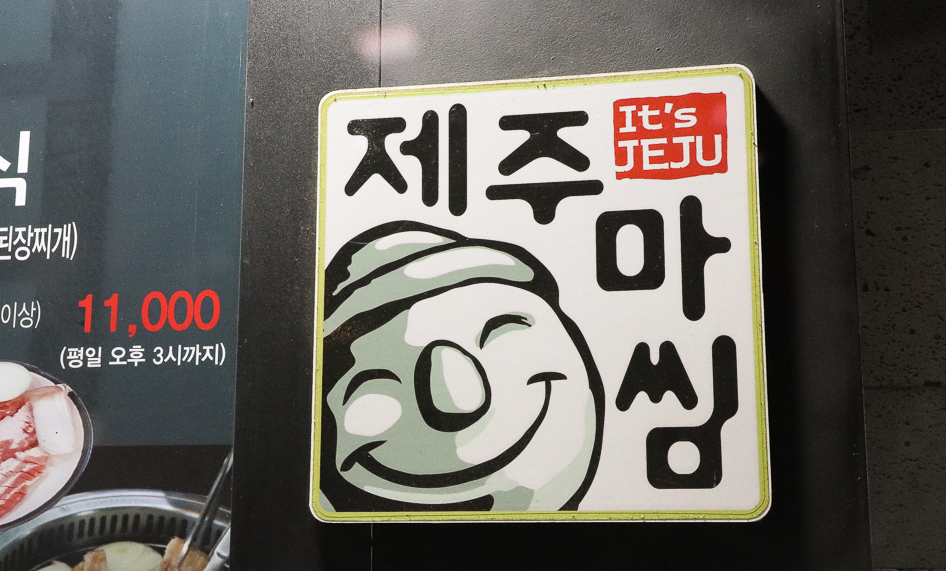 식
된장찌개)
이상) 11,000
(평일 오후 3시까지)
제주
It's
JEJU
마
씸